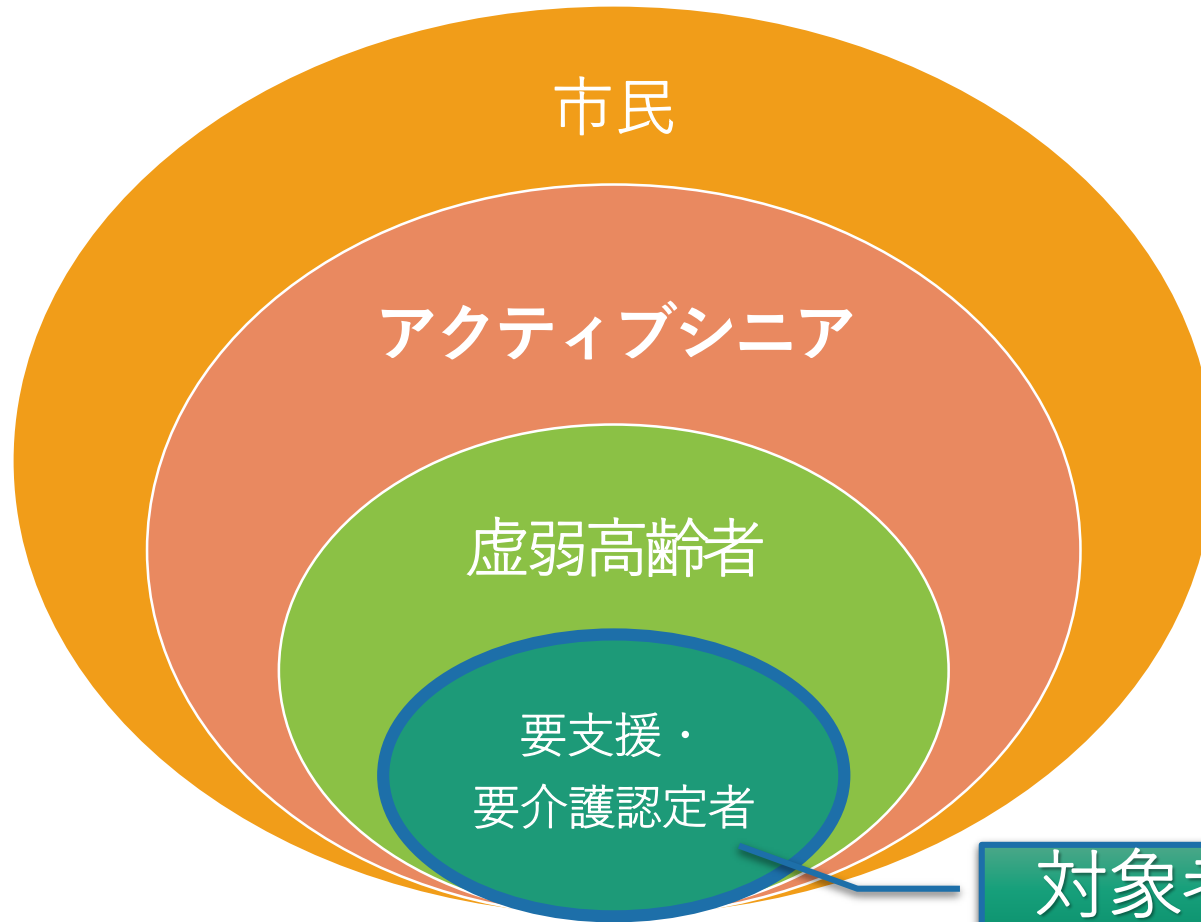 市民
アクティブシニア
虚弱高齢者
要支援・
要介護認定者
対象者